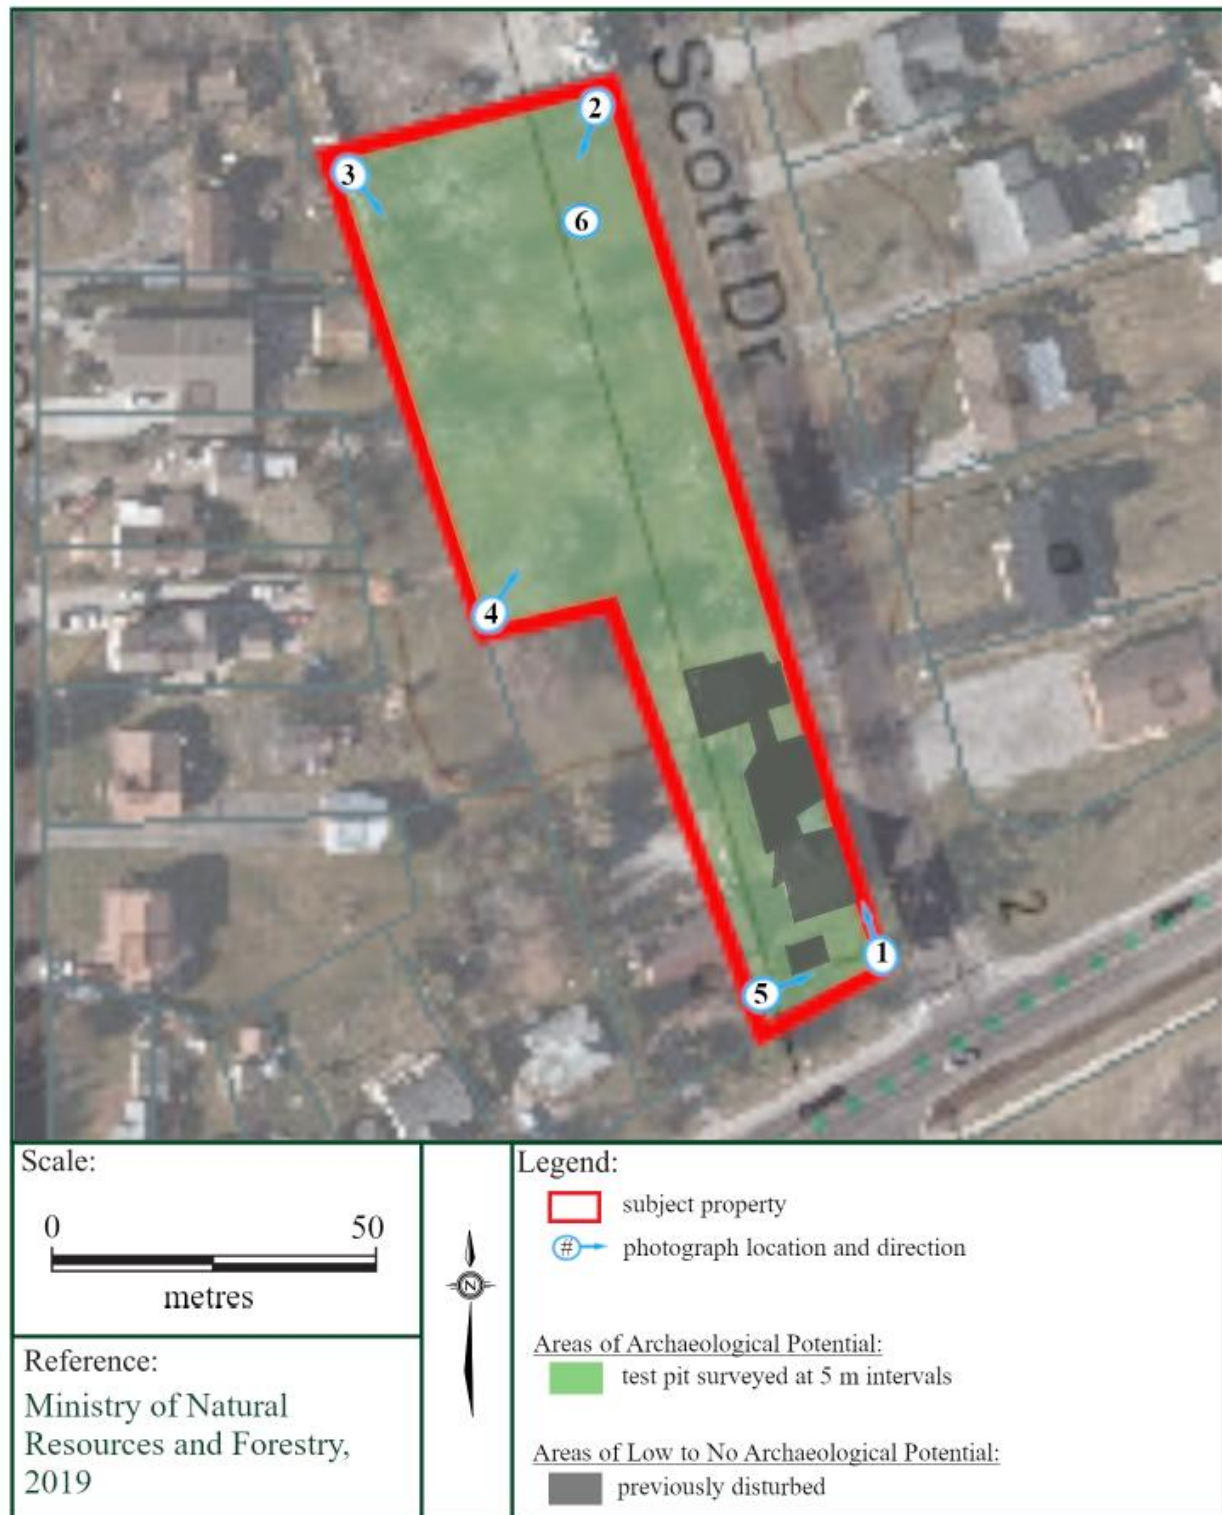 Scott Dr
2
3
6
4
1
5
2
Scale:
0 50
metres
Reference:
Ministry of Natural
Resources and Forestry,
2019
N
Legend:
subject property
# photograph location and direction
Areas of Archaeological Potential:
test pit surveyed at 5 m intervals
Areas of Low to No Archaeological Potential:
previously disturbed